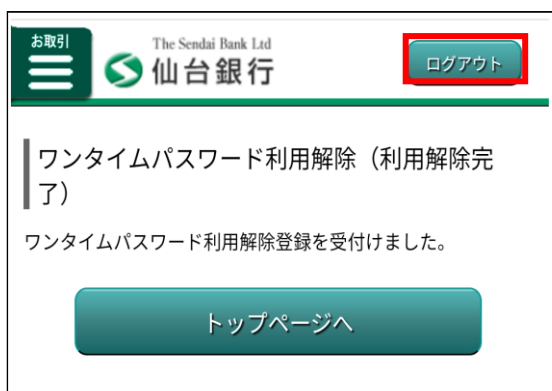 お取引
The Sendai Bank Ltd
仙台銀行
ログアウト
ワンタイムパスワード利用解除（利用解除完
了）
ワンタイムパスワード利用解除登録を受付けました。
トップページへ